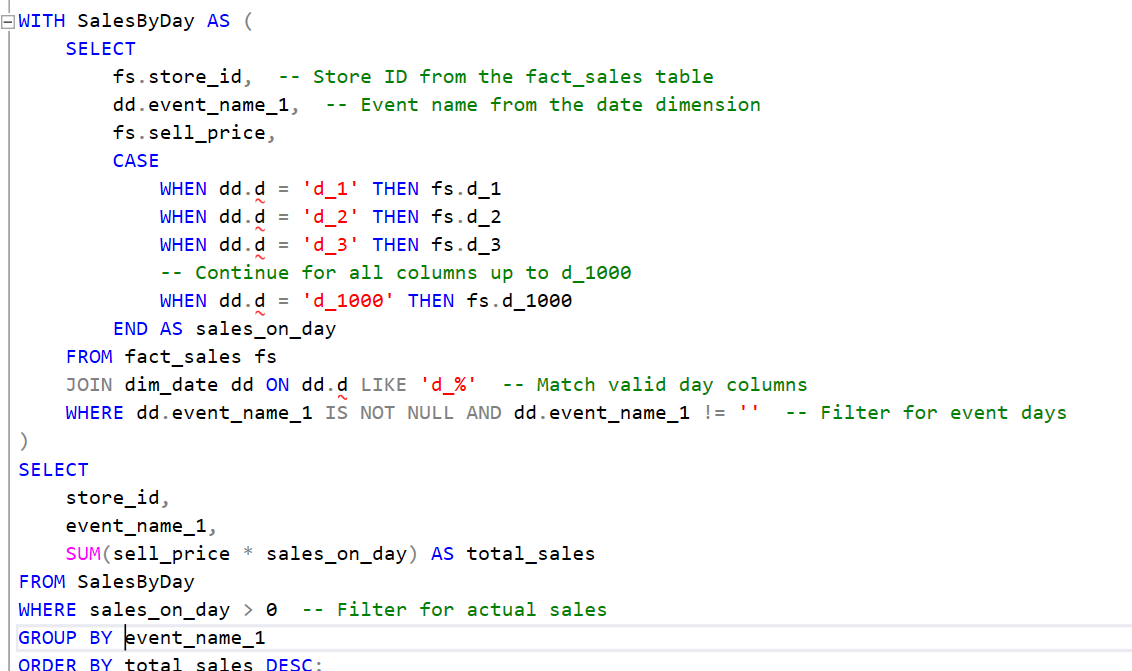 WITH SalesByDay AS (
    SELECT
        fs.store_id,  -- Store ID from the fact_sales table
        dd.event_name_1,  -- Event name from the date dimension
        fs.sell_price,
        CASE
            WHEN dd.d = 'd_1' THEN fs.d_1
            WHEN dd.d = 'd_2' THEN fs.d_2
            WHEN dd.d = 'd_3' THEN fs.d_3
            -- Continue for all columns up to d_1000
            WHEN dd.d = 'd_1000' THEN fs.d_1000
        END AS sales_on_day
    FROM fact_sales fs
    JOIN dim_date dd ON dd.d LIKE 'd_%'  -- Match valid day columns
    WHERE dd.event_name_1 IS NOT NULL AND dd.event_name_1 != ''  -- Filter for event days
)
SELECT
    store_id,
    event_name_1,
    SUM(sell_price * sales_on_day) AS total_sales
FROM SalesByDay
WHERE sales_on_day > 0  -- Filter for actual sales
GROUP BY event_name_1
ORDER BY total_sales DESC;